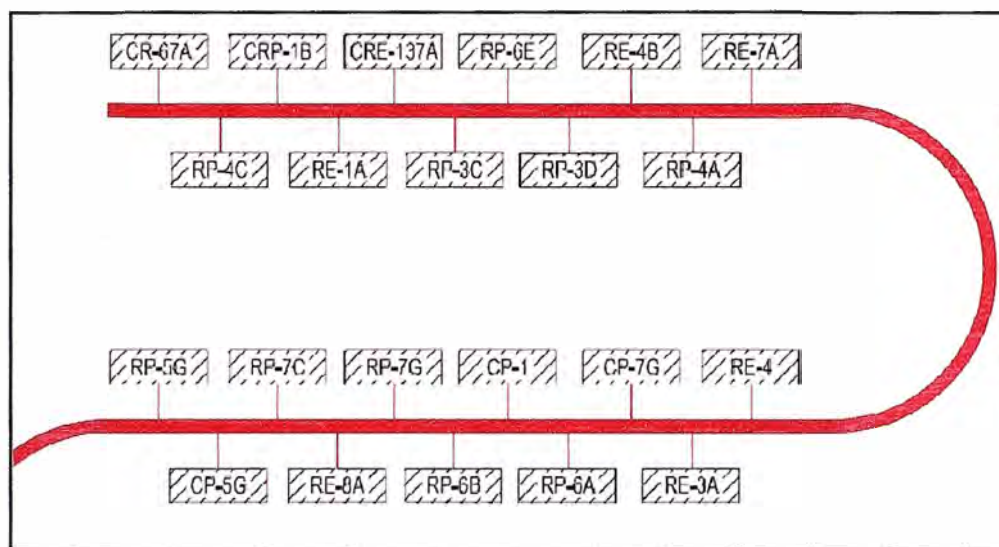 CR-67A CRP-1B CRE-137A RP-6E RE-4B RE-7A
RP-4C RE-1A RP-3C RP-3D RP-4A
RP-5G RP-7C RP-7G CP-1 CP-7G RE-4
CP-5G RE-8A RP-6B RP-6A RE-3A